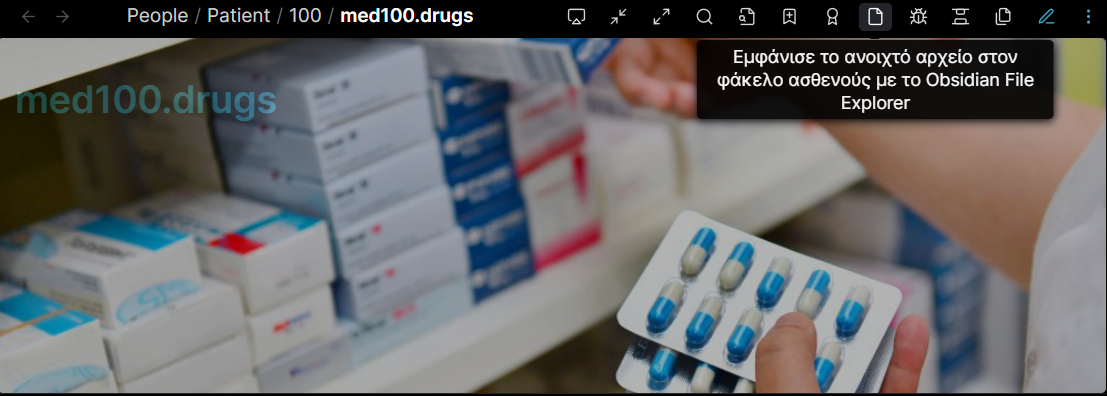 People / Patient / 100 / med100.drugs
Εμφάνισε το ανοιχτό αρχείο στον
φάκελο ασθενούς με το Obsidian File
Explorer
med100.drugs